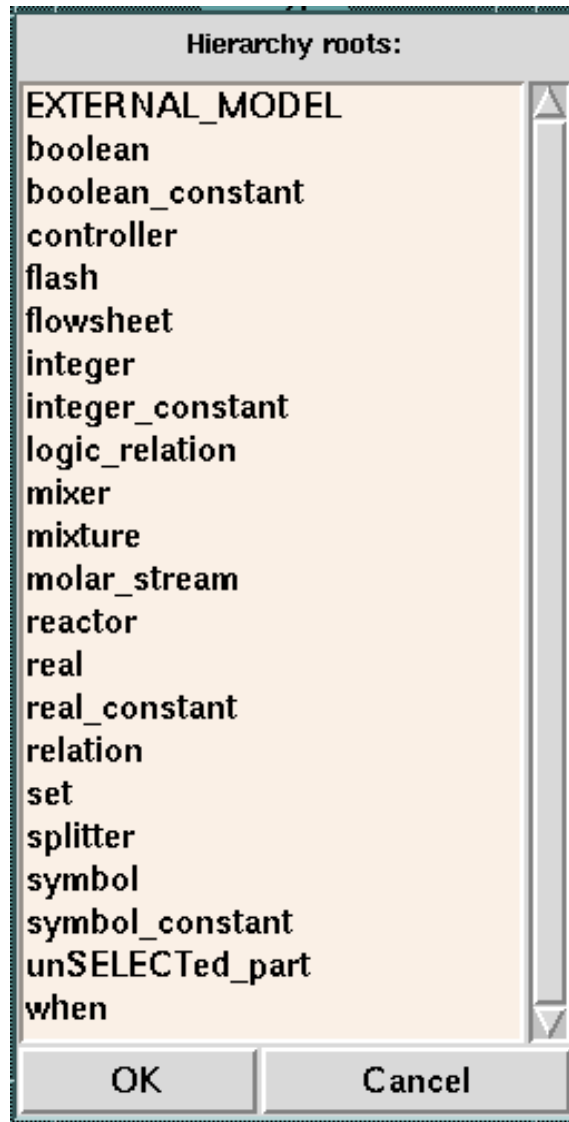 Hierarchy roots:
EXTERNAL_MODEL
boolean
boolean_constant
controller
flash
flowsheet
integer
integer_constant
logic_relation
mixer
mixture
molar_stream
reactor
real
real_constant
relation
set
splitter
symbol
symbol_constant
unSELECTed_part
when
OK Cancel